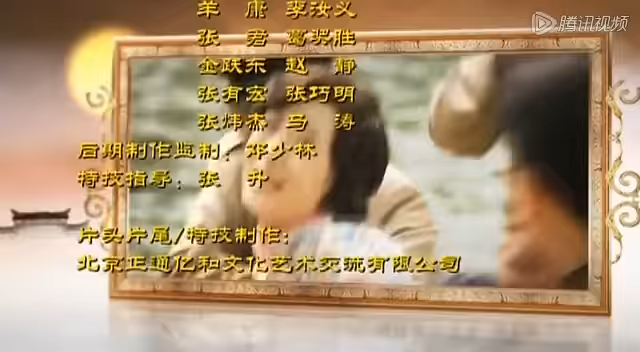 腾讯视频
羊 庸 李汝义
张 君 葛奖胜
金跃东 赵 静
张有宏 张巧明
张炜杰 马 涛
后期制作监制：邓少林
特技指导：张 升
片头片尾/特技制作：
北京正通亿和文化艺术交流有限公司